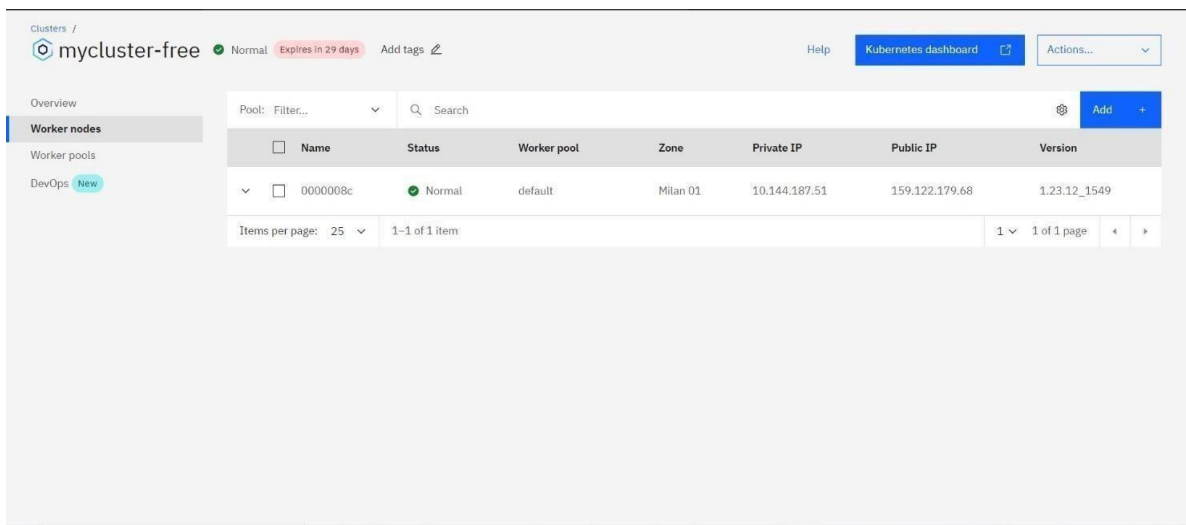 Clusters /
mycluster-free Normal Expires in 29 days Add tags Help Kubernetes dashboard Actions...
Overview
Worker nodes
Worker pools
DevOps New
Pool: Filter... Search Add +
Name Status Worker pool Zone Private IP Public IP Version
0000008c Normal default Milan 01 10.144.187.51 159.122.179.68 1.23.12_1549
Items per page: 25 1–1 of 1 item 1 1 of 1 page